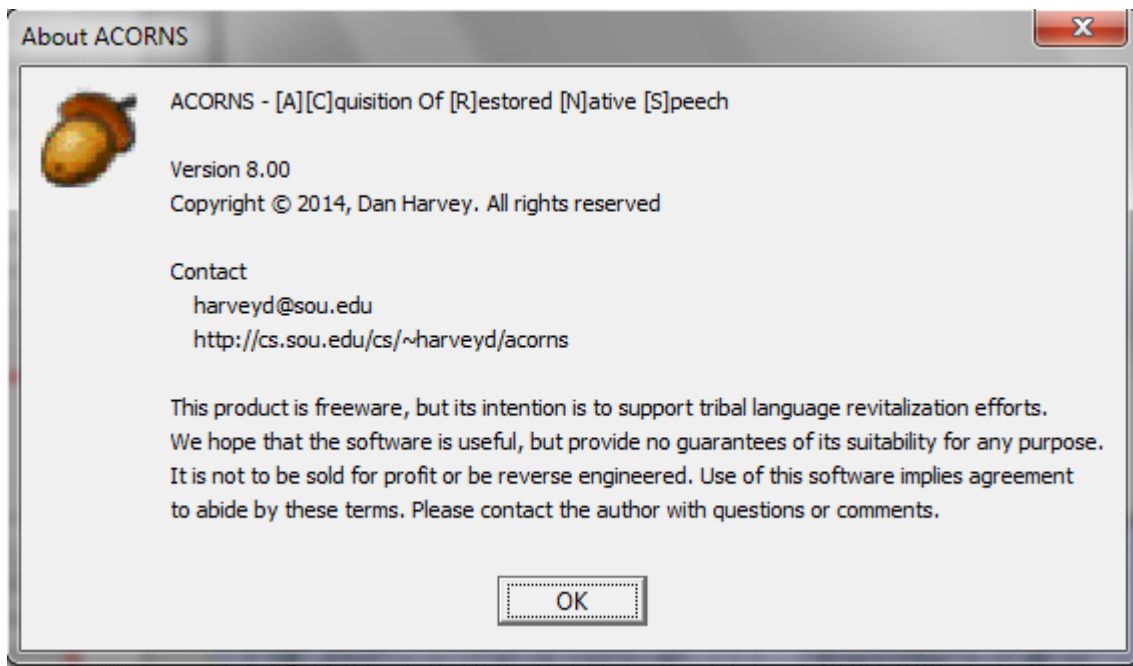 About ACORNS
ACORNS - [A][C]quisition Of [R]estored [N]ative [S]peech
Version 8.00
Copyright © 2014, Dan Harvey. All rights reserved
Contact
harveyd@sou.edu
http://cs.sou.edu/cs/~harveyd/acorns
This product is freeware, but its intention is to support tribal language revitalization efforts.
We hope that the software is useful, but provide no guarantees of its suitability for any purpose.
It is not to be sold for profit or be reverse engineered. Use of this software implies agreement
to abide by these terms. Please contact the author with questions or comments.
OK